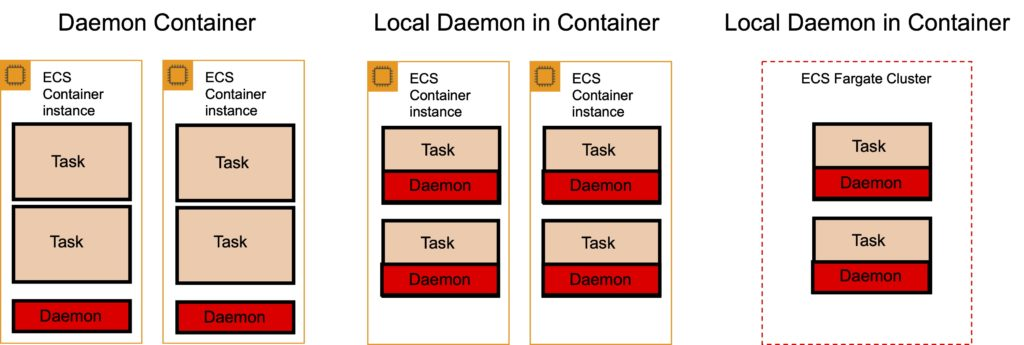 Daemon Container
ECS
Container
instance
Task
Task
Daemon
ECS
Container
instance
Task
Task
Daemon
Local Daemon in Container
ECS
Container
instance
Task
Daemon
Task
Daemon
ECS
Container
instance
Task
Daemon
Task
Daemon
Local Daemon in Container
ECS Fargate Cluster
Task
Daemon
Task
Daemon